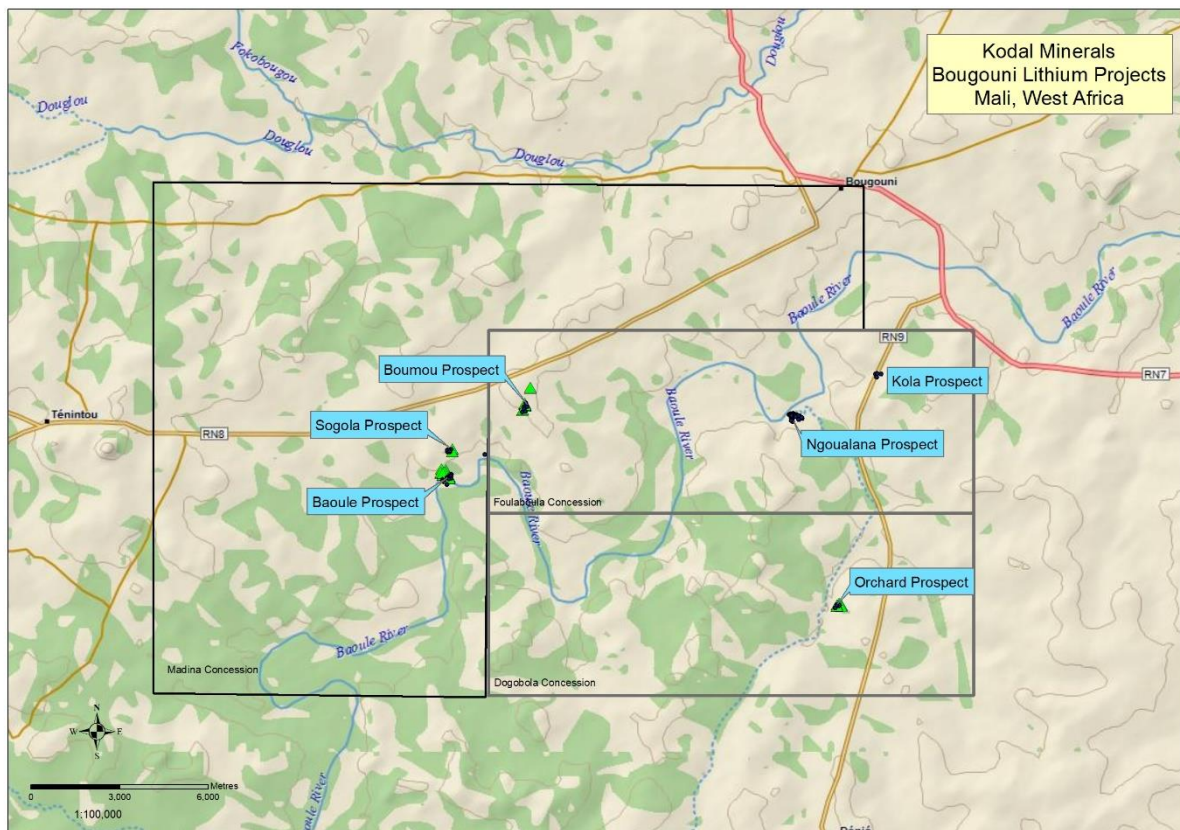 Kodal Minerals
Bougouni Lithium Projects
Mali, West Africa
Fokobougou
Douglou
Douglou
Douglou
Douglou
Bougouni
Baoule River
Baoule River
RN9
RN7
Boumou Prospect
Kola Prospect
Baoule River
Ténintou
RN8
Sogola Prospect
Ngoualana Prospect
Baoule Prospect
Baoule River
Foulaboula Concession
Orchard Prospect
Baoule River
Madina Concession
Dogobola Concession
N
W E
S
Metres
0 3,000 6,000
1:100,000
Baoule River